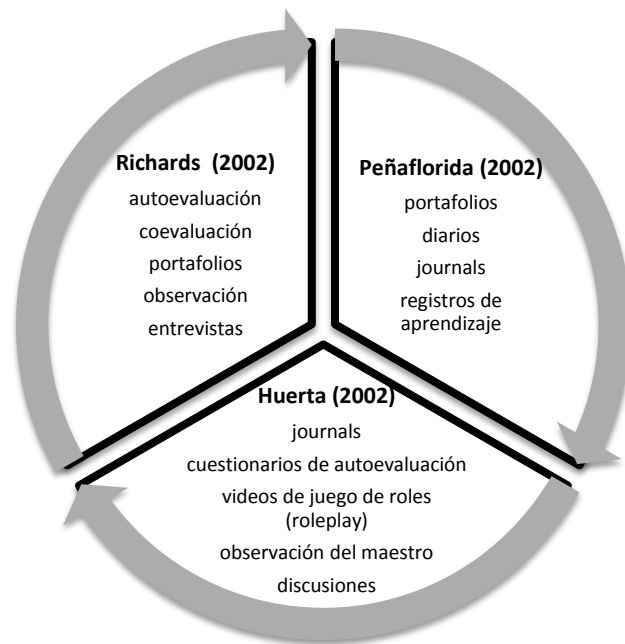 Richards  (2002)
autoevaluación
coevaluación
portafolios
observación
entrevistas
Peñaflorida (2002)
portafolios
diarios
journals
registros de
aprendizaje
Huerta (2002)
journals
cuestionarios de autoevaluación
videos de juego de roles
(roleplay)
observación del maestro
discusiones